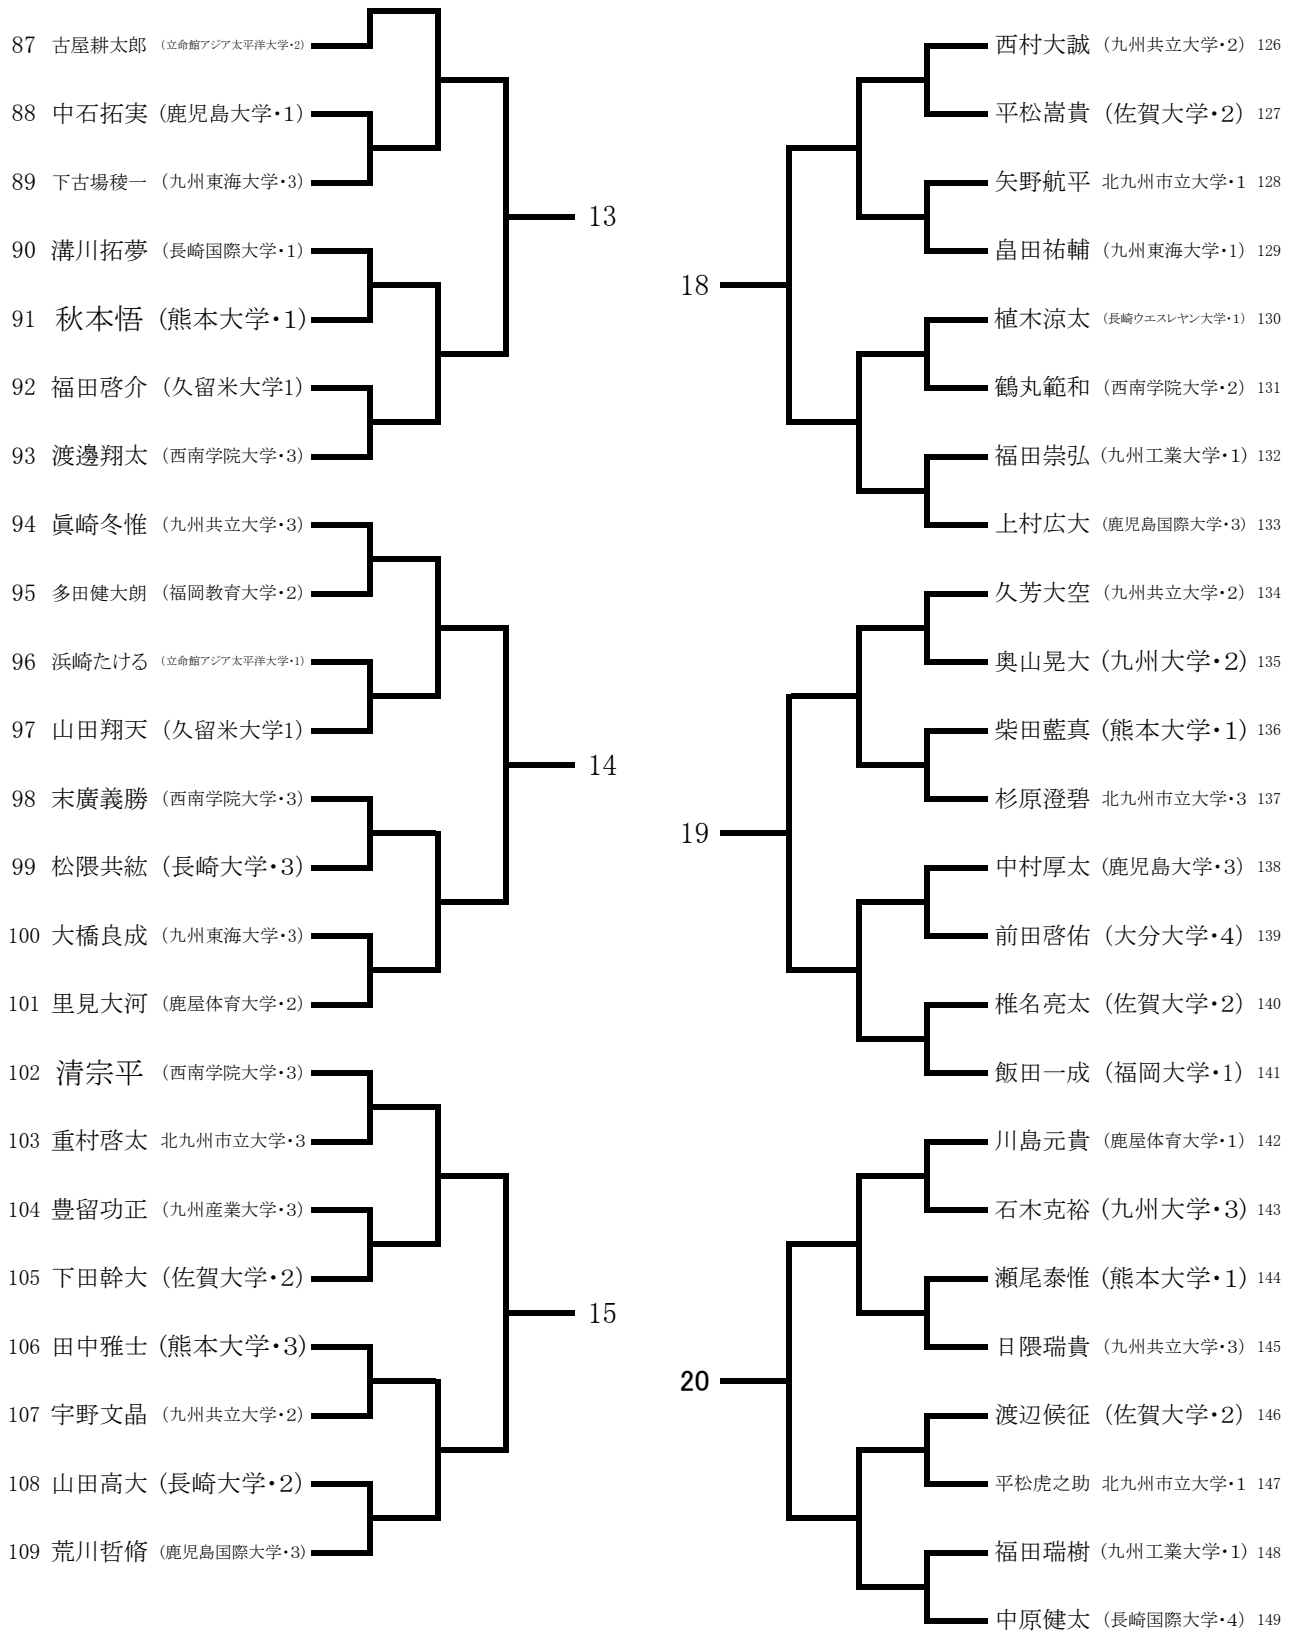 87 古屋耕太郎 (立命館アジア太平洋大学・2)
88 中石拓実 (鹿児島大学・1)
89 下古場稜一 (九州東海大学・3)
13
90 溝川拓夢 (長崎国際大学・1)
91 秋本悟 (熊本大学・1)
92 福田啓介 (久留米大学1)
93 渡邊翔太 (西南学院大学・3)
94 眞崎冬惟 (九州共立大学・3)
95 多田健大朗 (福岡教育大学・2)
96 浜崎たける (立命館アジア太平洋大学・1)
97 山田翔天 (久留米大学1)
14
98 末廣義勝 (西南学院大学・3)
99 松隈共紘 (長崎大学・3)
100 大橋良成 (九州東海大学・3)
101 里見大河 (鹿屋体育大学・2)
102 清宗平 (西南学院大学・3)
103 重村啓太 北九州市立大学・3
104 豊留功正 (九州産業大学・3)
105 下田幹大 (佐賀大学・2)
15
106 田中雅士 (熊本大学・3)
107 宇野文晶 (九州共立大学・2)
108 山田高大 (長崎大学・2)
109 荒川哲脩 (鹿児島国際大学・3)
西村大誠 (九州共立大学・2) 126
平松嵩貴 (佐賀大学・2) 127
矢野航平 北九州市立大学・1 128
畠田祐輔 (九州東海大学・1) 129
18
植木涼太 (長崎ウエスレヤン大学・1) 130
鶴丸範和 (西南学院大学・2) 131
福田崇弘 (九州工業大学・1) 132
上村広大 (鹿児島国際大学・3) 133
久芳大空 (九州共立大学・2) 134
奥山晃大 (九州大学・2) 135
柴田藍真 (熊本大学・1) 136
杉原澄碧 北九州市立大学・3 137
19
中村厚太 (鹿児島大学・3) 138
前田啓佑 (大分大学・4) 139
椎名亮太 (佐賀大学・2) 140
飯田一成 (福岡大学・1) 141
川島元貴 (鹿屋体育大学・1) 142
石木克裕 (九州大学・3) 143
瀬尾泰惟 (熊本大学・1) 144
日隈瑞貴 (九州共立大学・3) 145
20
渡辺候征 (佐賀大学・2) 146
平松虎之助 北九州市立大学・1 147
福田瑞樹 (九州工業大学・1) 148
中原健太 (長崎国際大学・4) 149